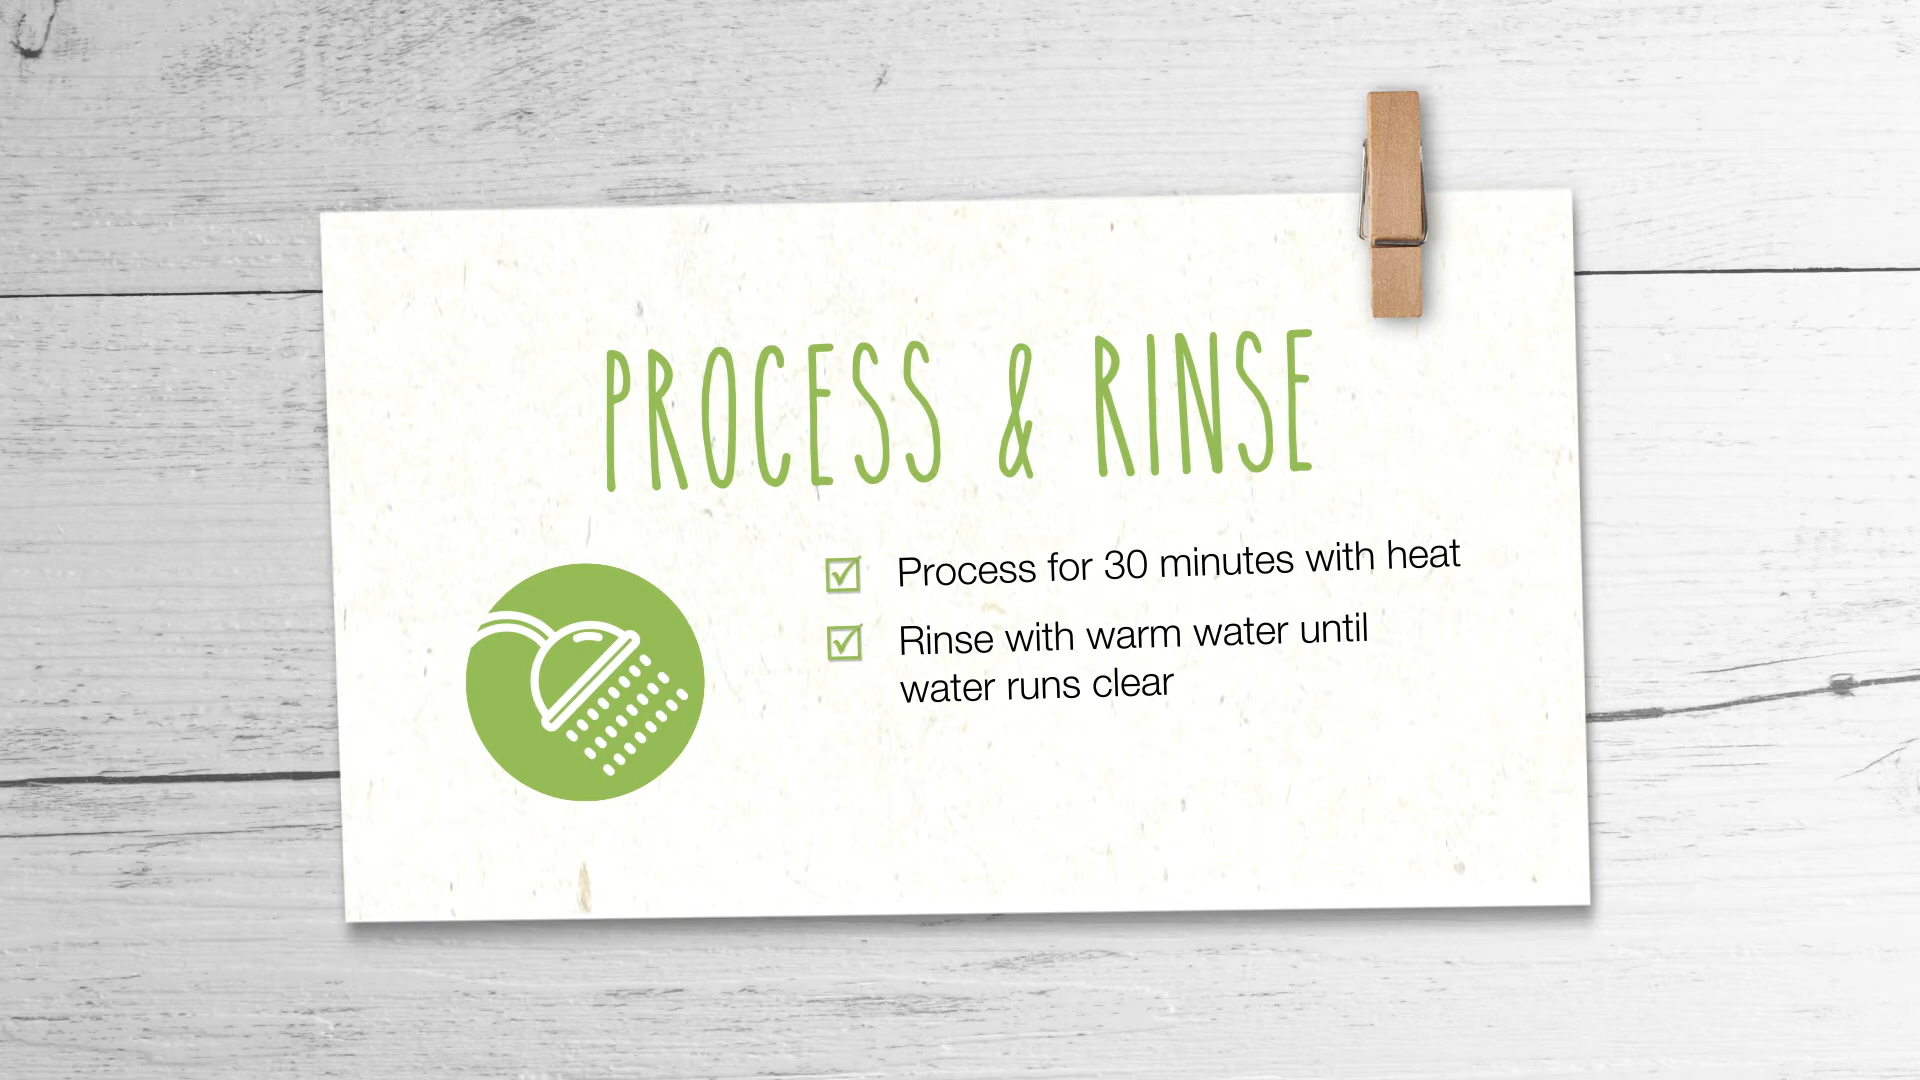 PROCESS & RINSE
Process for 30 minutes with heat
Rinse with warm water until
water runs clear